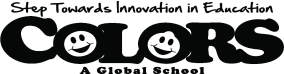 Step Towards Innovation in Education
COLORS
A Global School